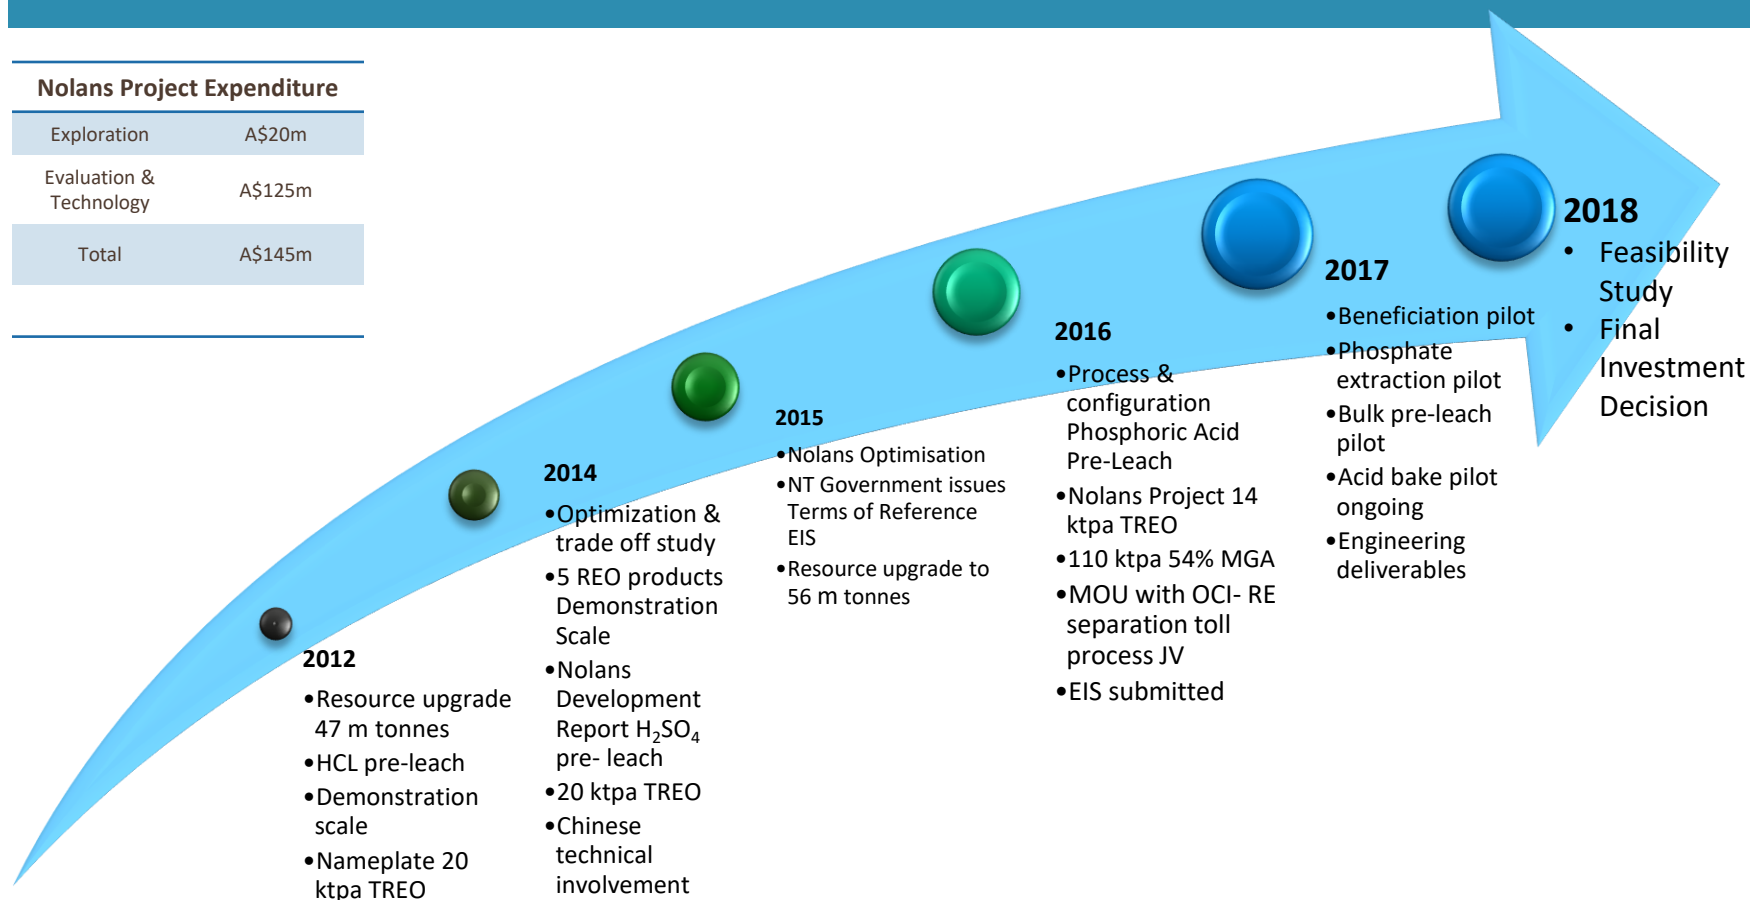 Nolans Project Expenditure
Exploration A$20m
Evaluation &
Technology A$125m
Total A$145m
2012
•Resource upgrade
47 m tonnes
•HCL pre-leach
•Demonstration
scale
•Nameplate 20
ktpa TREO
2014
•Optimization &
trade off study
•5 REO products
Demonstration
Scale
•Nolans
Development
Report H₂SO₄
pre- leach
•20 ktpa TREO
•Chinese
technical
involvement
2015
•Nolans Optimisation
•NT Government issues
Terms of Reference
EIS
•Resource upgrade to
56 m tonnes
2016
•Process &
configuration
Phosphoric Acid
Pre-Leach
•Nolans Project 14
ktpa TREO
•110 ktpa 54% MGA
•MOU with OCI- RE
separation toll
process JV
•EIS submitted
2017
•Beneficiation pilot
•Phosphate
extraction pilot
•Bulk pre-leach
pilot
•Acid bake pilot
ongoing
•Engineering
deliverables
2018
• Feasibility
Study
• Final
Investment
Decision